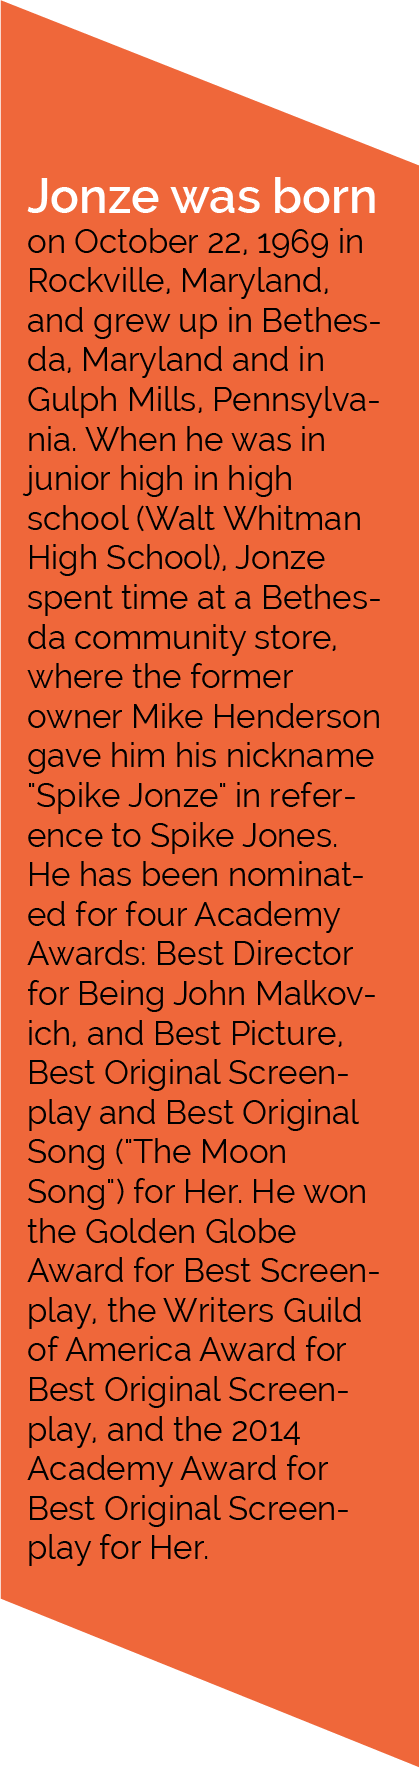 Jonze was born
on October 22, 1969 in
Rockville, Maryland,
and grew up in Bethes-
da, Maryland and in
Gulph Mills, Pennsylva-
nia. When he was in
junior high in high
school (Walt Whitman
High School), Jonze
spent time at a Bethes-
da community store,
where the former
owner Mike Henderson
gave him his nickname
"Spike Jonze" in refer-
ence to Spike Jones.
He has been nominat-
ed for four Academy
Awards: Best Director
for Being John Malkov-
ich, and Best Picture,
Best Original Screen-
play and Best Original
Song ("The Moon
Song") for Her. He won
the Golden Globe
Award for Best Screen-
play, the Writers Guild
of America Award for
Best Original Screen-
play, and the 2014
Academy Award for
Best Original Screen-
play for Her.